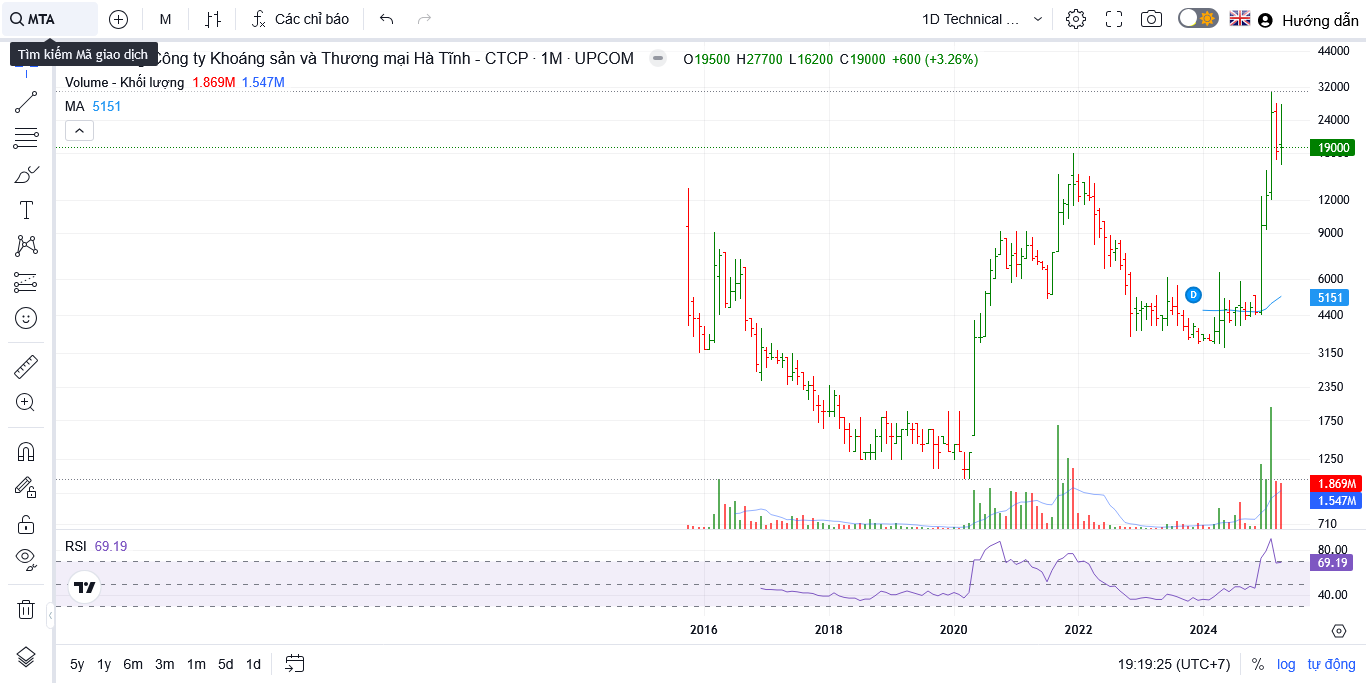 MTA M Các chỉ báo 1D Technical ... Hướng dẫn
Tìm kiếm Mã giao dịch
Công ty Khoáng sản và Thương mại Hà Tĩnh - CTCP · 1M · UPCOM O19500 H27700 L16200 C19000 +600 (+3.26%)
Volume - Khối lượng 1.869M 1.547M
MA 5151
44000
32000
24000
19000
12000
9000
6000
D
5151
4400
3150
2350
1750
1250
1.869M
1.547M
710
RSI 69.19
80.00
69.19
40.00
2016 2018 2020 2022 2024
5y 1y 6m 3m 1m 5d 1d 19:19:25 (UTC+7) % log tự động